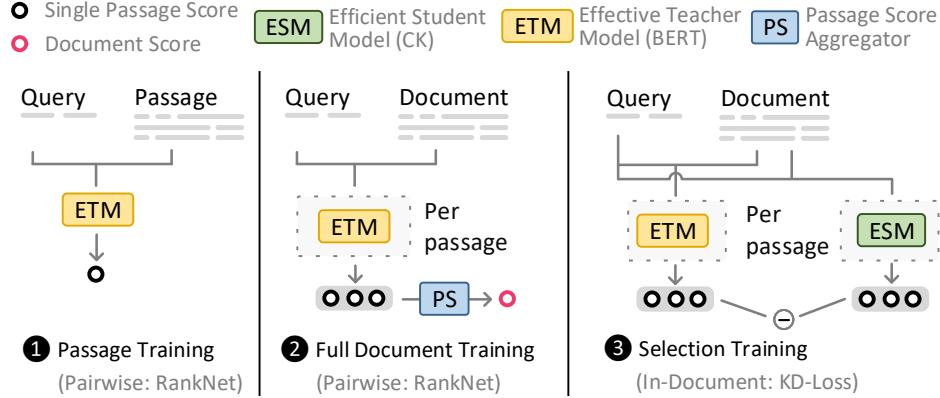 Single Passage Score
Document Score
ESM Efficient Student Model (CK)
ETM Effective Teacher Model (BERT)
PS Passage Score Aggregator
Query Passage
ETM
1 Passage Training
(Pairwise: RankNet)
Query Document
ETM
Per passage
PS
2 Full Document Training
(Pairwise: RankNet)
Query Document
ETM
Per passage
ESM
−
3 Selection Training
(In-Document: KD-Loss)